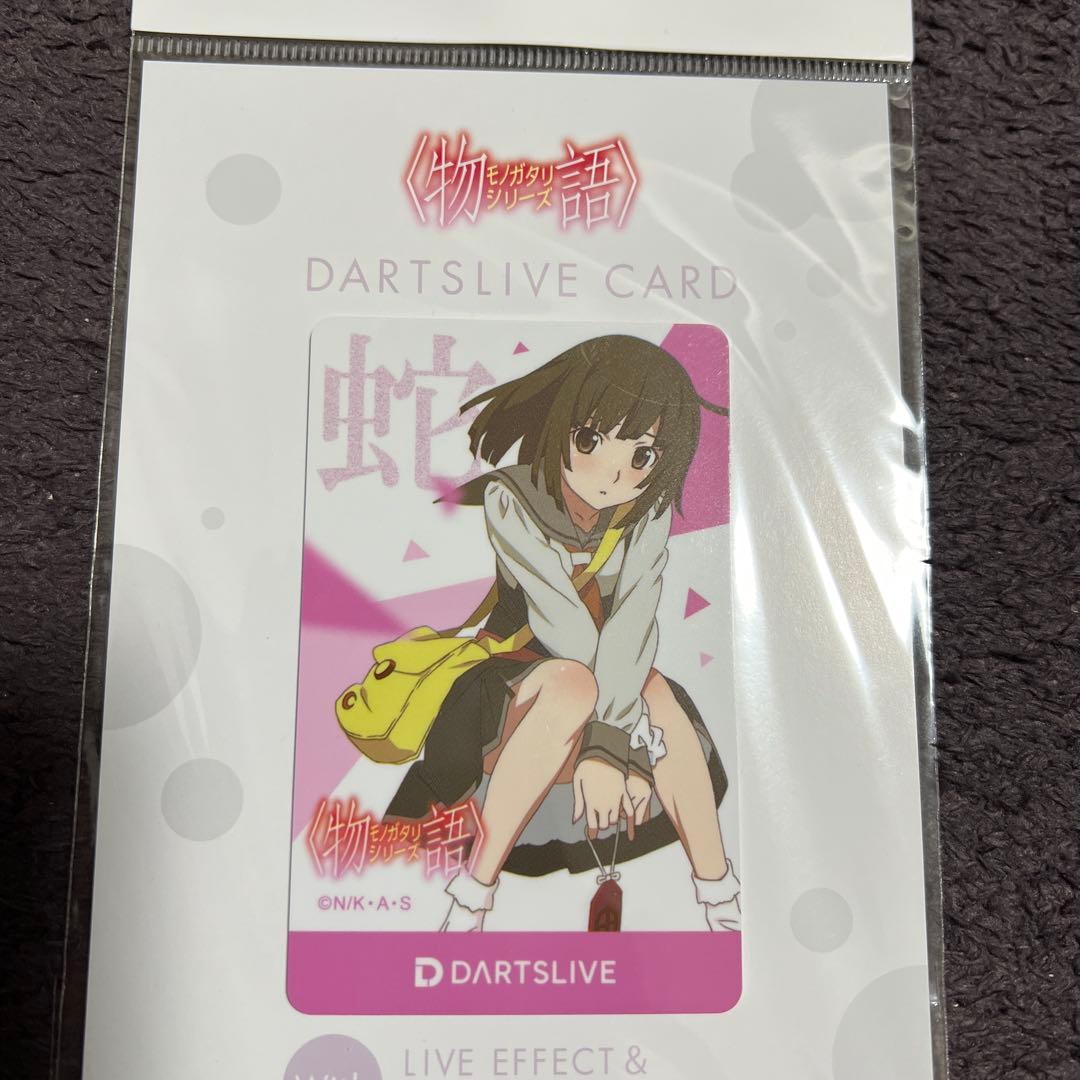 〈物語〉
モノガタリ
シリーズ
DARTSLIVE CARD
蛇
〈物語〉
モノガタリ
シリーズ
©N/K・A・S
DARTSLIVE
LIVE EFFECT &